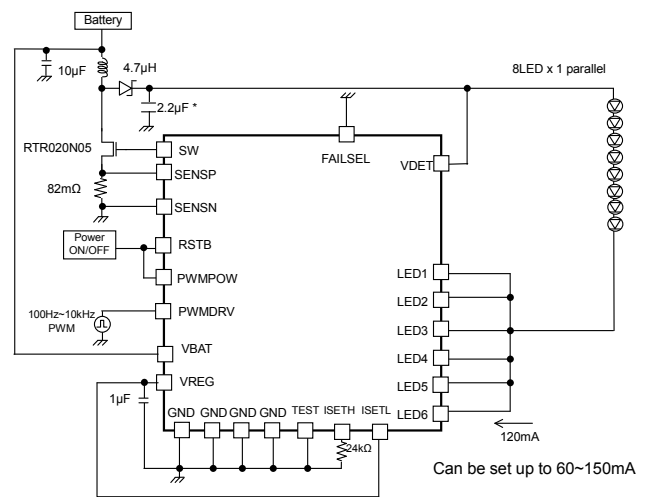 Battery
10µF
4.7µH
8LED x 1 parallel
2.2µF *
RTR020N05
SW
FAILSEL
VDET
SENSP
82mΩ
SENSN
Power
ON/OFF
RSTB
PWMPOW
LED1
LED2
100Hz~10kHz
PWM
PWMDRV
LED3
VBAT
LED4
VREG
LED5
1µF
GND GND GND GND TEST ISETH ISETL
LED6
24kΩ
120mA
Can be set up to 60~150mA